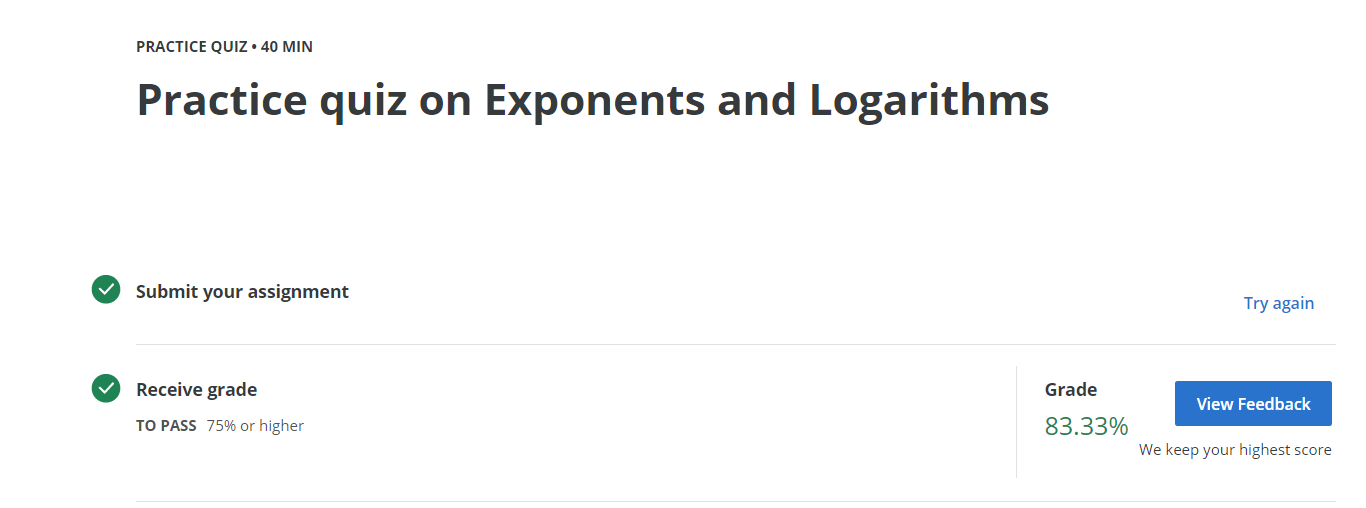 PRACTICE QUIZ • 40 MIN
Practice quiz on Exponents and Logarithms
Submit your assignment
Try again
Receive grade
TO PASS 75% or higher
Grade
83.33%
View Feedback
We keep your highest score